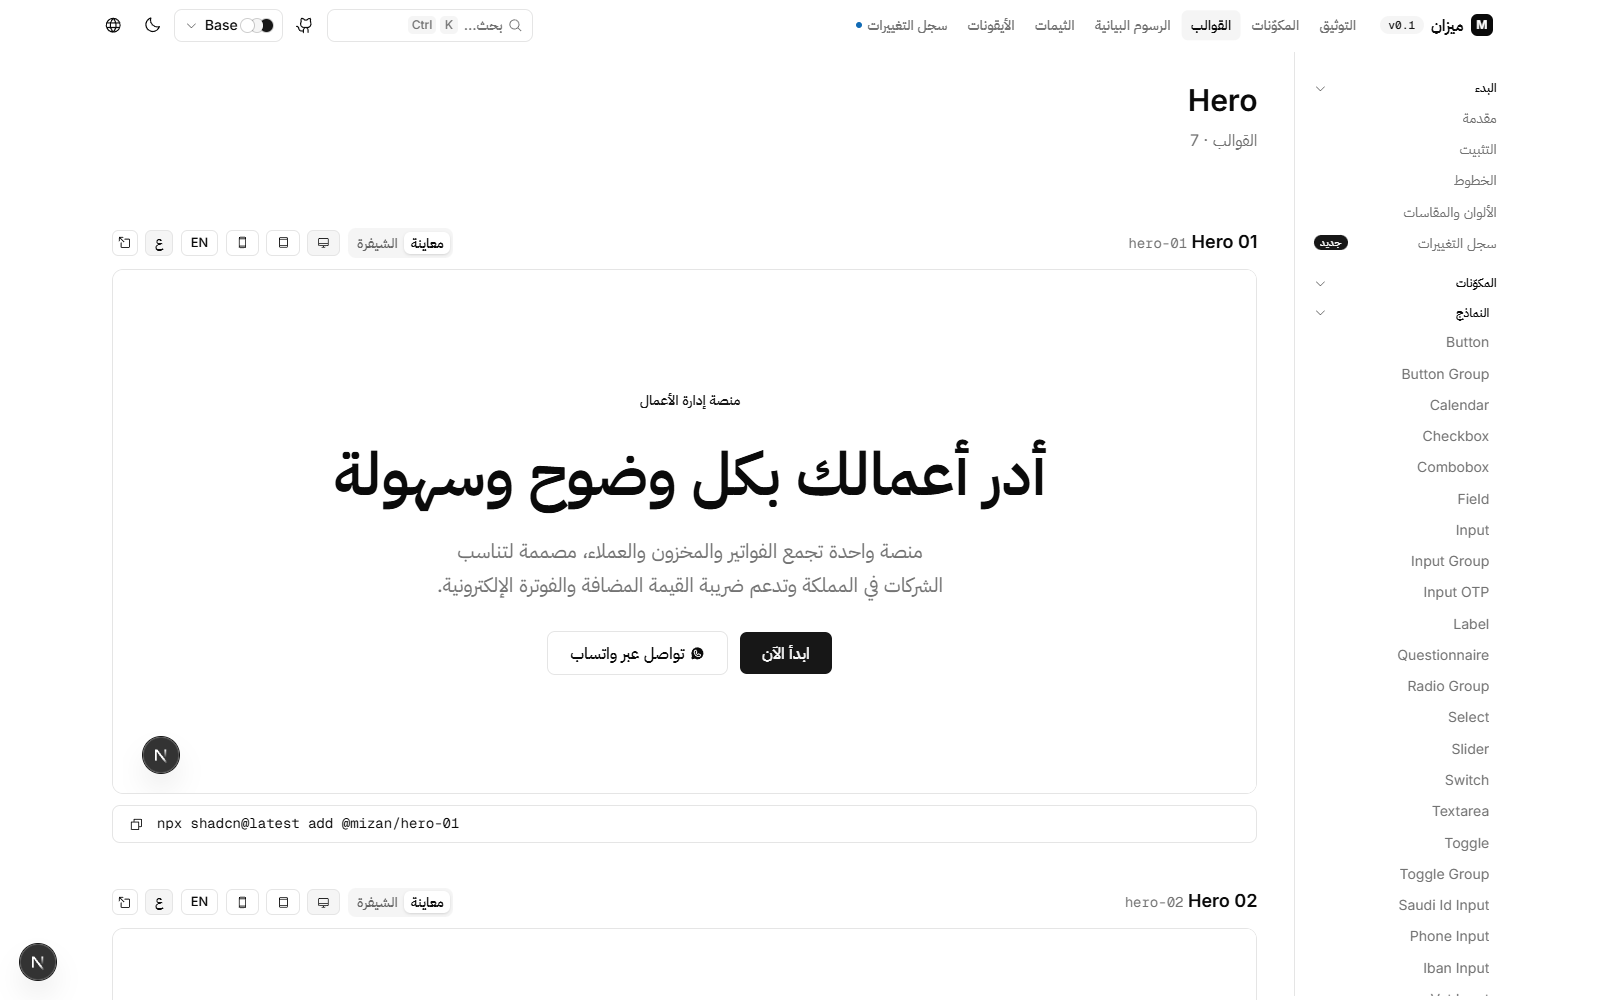 M ميزان v0.1 التوثيق المكوّنات القوالب الرسوم البيانية الثيمات الأيقونات سجل التغييرات بحث... Ctrl K Base
البدء
مقدمة
التثبيت
الخطوط
الألوان والمقاسات
سجل التغييرات جديد
المكوّنات
النماذج
Button
Button Group
Calendar
Checkbox
Combobox
Field
Input
Input Group
Input OTP
Label
Questionnaire
Radio Group
Select
Slider
Switch
Textarea
Toggle
Toggle Group
Saudi Id Input
Phone Input
Iban Input
Hero
القوالب · 7
Hero 01 hero-01 معاينة الشيفرة EN ع
منصة إدارة الأعمال
أدر أعمالك بكل وضوح وسهولة
منصة واحدة تجمع الفواتير والمخزون والعملاء، مصممة لتناسب
الشركات في المملكة وتدعم ضريبة القيمة المضافة والفوترة الإلكترونية.
ابدأ الآن تواصل عبر واتساب
N
npx shadcn@latest add @mizan/hero-01
Hero 02 hero-02 معاينة الشيفرة EN ع
N